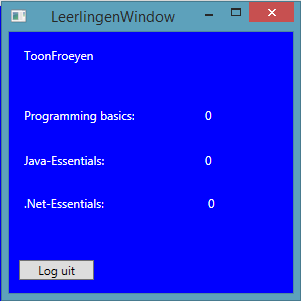 LeerlingenWindow
ToonFroeyen
Programming basics: 0
Java-Essentials: 0
.Net-Essentials: 0
Log uit